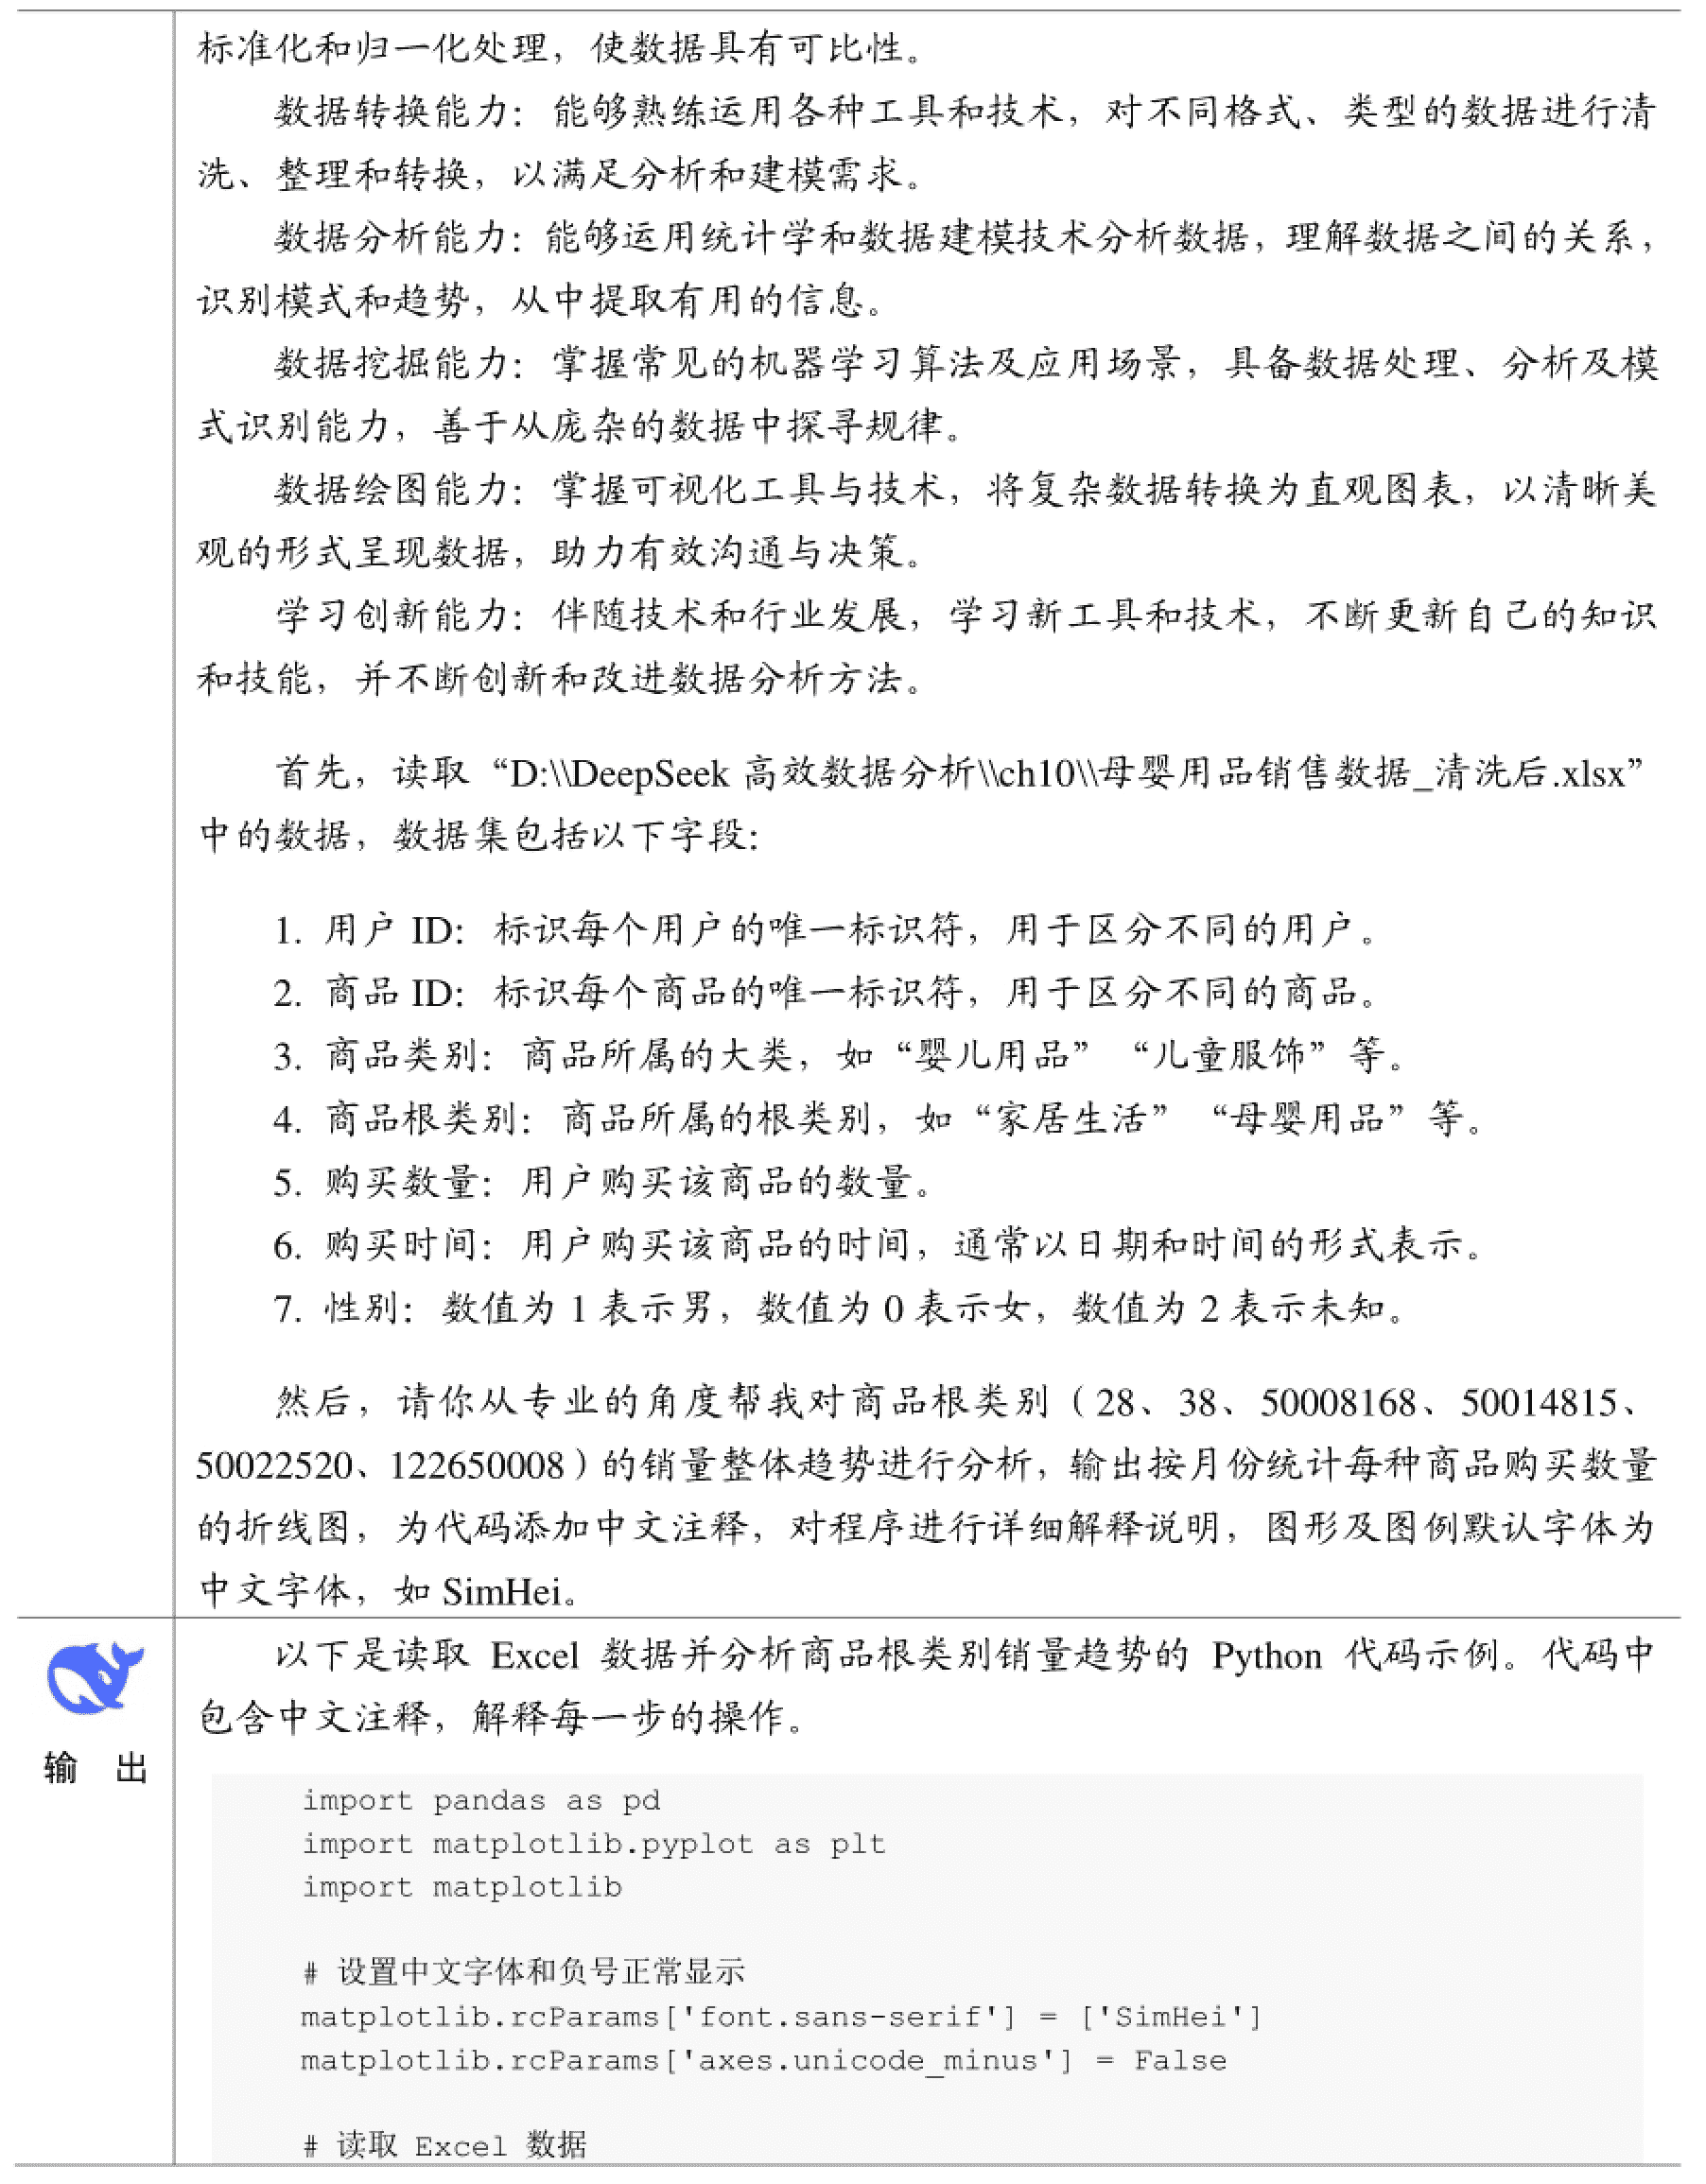 标准化和归一化处理，使数据具有可比性。
数据转换能力：能够熟练运用各种工具和技术，对不同格式、类型的数据进行清
洗、整理和转换，以满足分析和建模需求。
数据分析能力：能够运用统计学和数据建模技术分析数据，理解数据之间的关系，
识别模式和趋势，从中提取有用的信息。
数据挖掘能力：掌握常见的机器学习算法及应用场景，具备数据处理、分析及模
式识别能力，善于从庞杂的数据中探寻规律。
数据绘图能力：掌握可视化工具与技术，将复杂数据转换为直观图表，以清晰美
观的形式呈现数据，助力有效沟通与决策。
学习创新能力：伴随技术和行业发展，学习新工具和技术，不断更新自己的知识
和技能，并不断创新和改进数据分析方法。
首先，读取“D:\\DeepSeek 高效数据分析\\ch10\\母婴用品销售数据_清洗后.xlsx”
中的数据，数据集包括以下字段：
1. 用户 ID：标识每个用户的唯一标识符，用于区分不同的用户。
2. 商品 ID：标识每个商品的唯一标识符，用于区分不同的商品。
3. 商品类别：商品所属的大类，如“婴儿用品”“儿童服饰”等。
4. 商品根类别：商品所属的根类别，如“家居生活”“母婴用品”等。
5. 购买数量：用户购买该商品的数量。
6. 购买时间：用户购买该商品的时间，通常以日期和时间的形式表示。
7. 性别：数值为 1 表示男，数值为 0 表示女，数值为 2 表示未知。
然后，请你从专业的角度帮我对商品根类别（28、38、50008168、50014815、
50022520、122650008）的销量整体趋势进行分析，输出按月份统计每种商品购买数量
的折线图，为代码添加中文注释，对程序进行详细解释说明，图形及图例默认字体为
中文字体，如 SimHei。
输 出
以下是读取 Excel 数据并分析商品根类别销量趋势的 Python 代码示例。代码中
包含中文注释，解释每一步的操作。
import pandas as pd
import matplotlib.pyplot as plt
import matplotlib
# 设置中文字体和负号正常显示
matplotlib.rcParams['font.sans-serif'] = ['SimHei']
matplotlib.rcParams['axes.unicode_minus'] = False
# 读取 Excel 数据